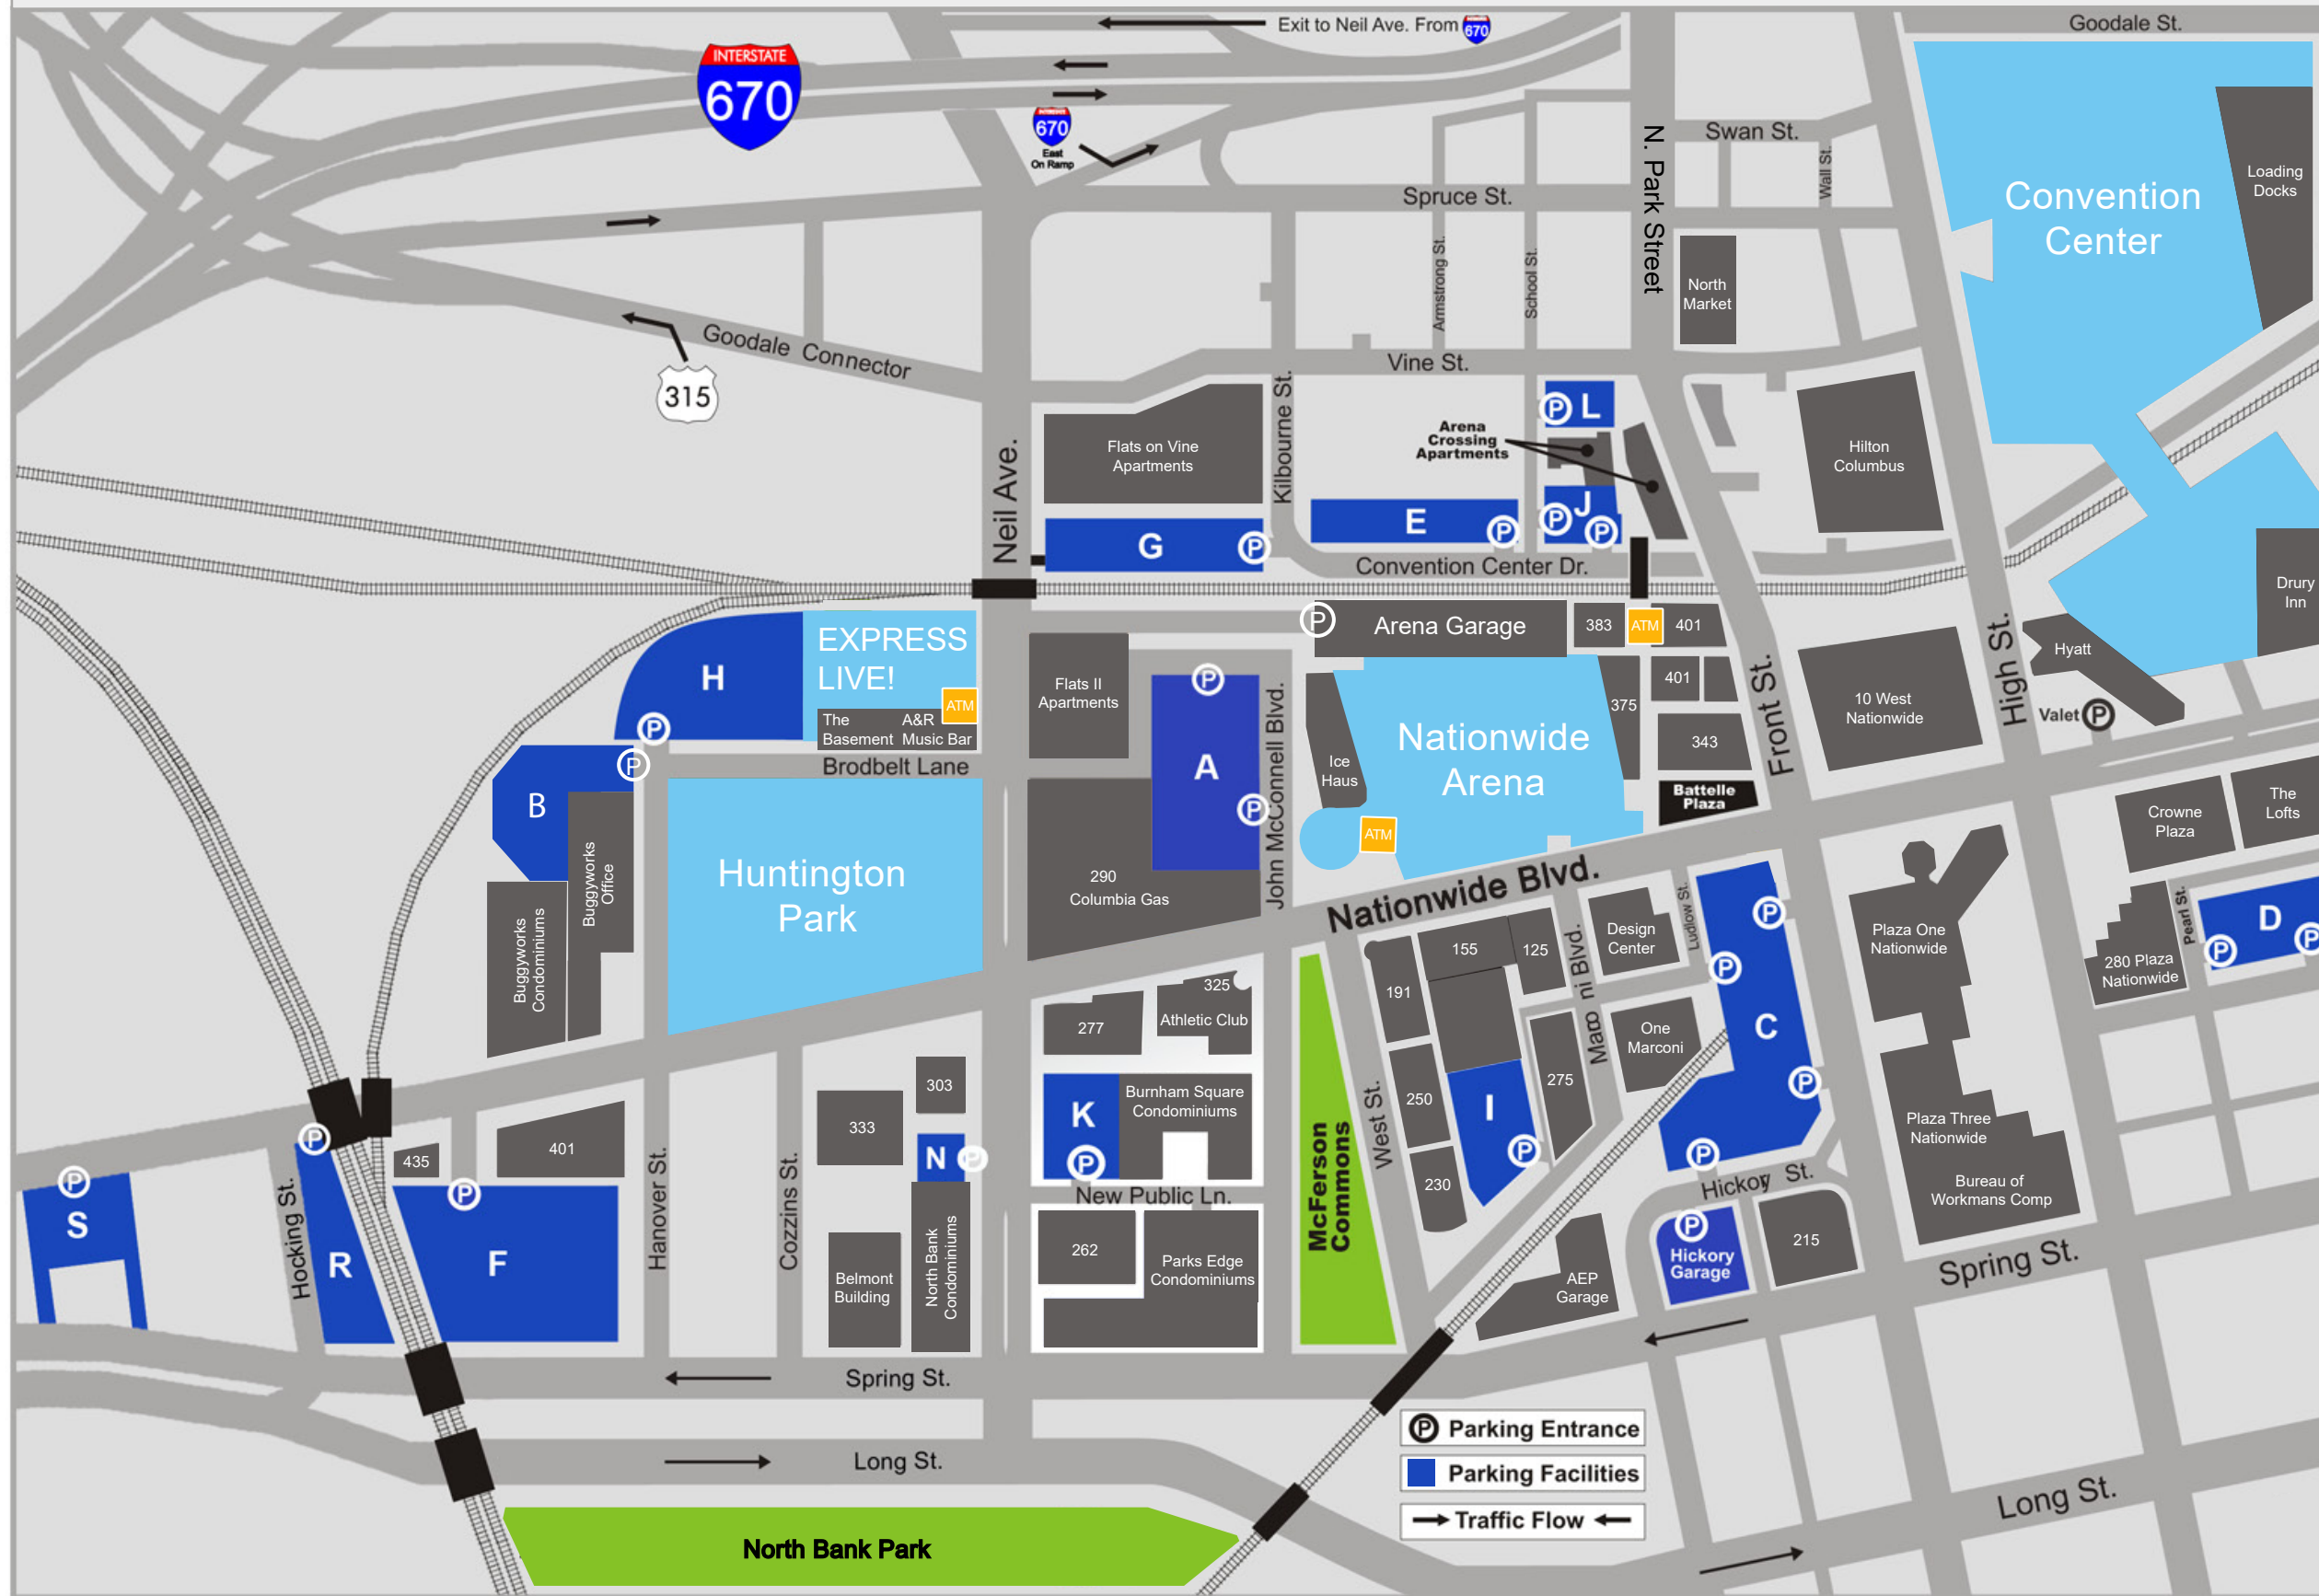 Exit to Neil Ave. From
670
Goodale St.
INTERSTATE
670
670
East
On Ramp
Swan St.
Wall St.
N. Park Street
Convention
Center
Loading
Docks
Spruce St.
Armstrong St.
School St.
North
Market
Goodale Connector
315
Vine St.
Kilbourne St.
Neil Ave.
Flats on Vine
Apartments
P L
Arena
Crossing
Apartments
Hilton
Columbus
G P
E P
J
P P
Convention Center Dr.
Drury
Inn
EXPRESS
LIVE!
ATM
The
Basement
A&R
Music Bar
H
P
P
B
Brodbelt Lane
Flats II
Apartments
P
A
P
John McConnell Blvd.
P
Arena Garage
383
ATM
401
401
375
343
Ice
Haus
Nationwide
Arena
ATM
Battelle
Plaza
Front St.
10 West
Nationwide
High St.
Hyatt
Valet P
Crowne
Plaza
The
Lofts
Buggyworks
Office
Buggyworks
Condominiums
Huntington
Park
290
Columbia Gas
Nationwide Blvd.
Design
Center
Ludlow St.
P
P
C
P
P
Plaza One
Nationwide
280 Plaza
Nationwide
Pearl St.
D
P
P
155
125
191
250
230
275
I
P
One
Marconi
277
325
Athletic Club
303
333
K
P
Burnham Square
Condominiums
N P
New Public Ln.
262
Parks Edge
Condominiums
McFerson
Commons
West St.
Plaza Three
Nationwide
Bureau of
Workmans Comp
Hickory St.
P
Hickory
Garage
215
AEP
Garage
P
S
P
R
Hocking St.
435
401
P
F
Hanover St.
Cozzins St.
Belmont
Building
North Bank
Condominiums
Spring St.
Spring St.
Long St.
Long St.
North Bank Park
P Parking Entrance
Parking Facilities
Traffic Flow